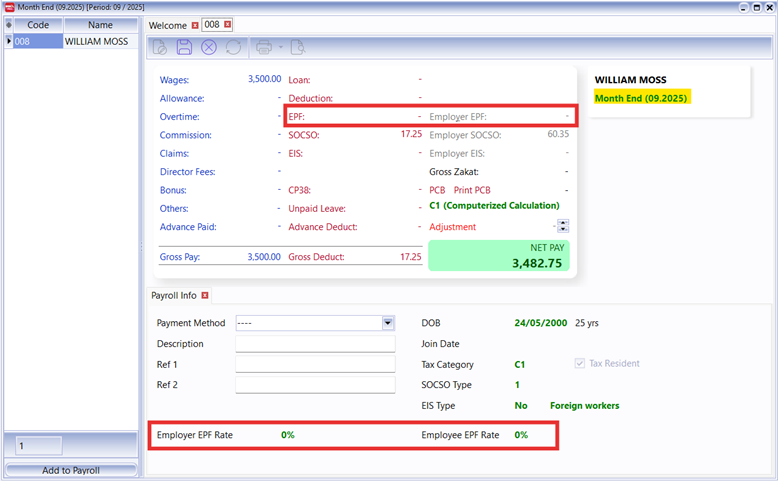 Month End (09.2025) [Period: 09 / 2025]
Code Name
008 WILLIAM MOSS
Welcome 008
Wages: 3,500.00 Loan: -
Allowance: - Deduction: -
Overtime: - EPF: - Employer EPF: -
Commission: - SOCSO: 17.25 Employer SOCSO: 60.35
Claims: - EIS: - Employer EIS: -
Director Fees: - Gross Zakat: -
Bonus: - CP38: - PCB Print PCB -
Others: - Unpaid Leave: - C1 (Computerized Calculation)
Advance Paid: - Advance Deduct: - Adjustment -
Gross Pay: 3,500.00 Gross Deduct: 17.25
NET PAY
3,482.75
WILLIAM MOSS
Month End (09.2025)
Payroll Info
Payment Method ---- DOB 24/05/2000 25 yrs
Description Join Date
Ref 1 Tax Category C1 Tax Resident
Ref 2 SOCSO Type 1
EIS Type No Foreign workers
Employer EPF Rate 0% Employee EPF Rate 0%
1
Add to Payroll